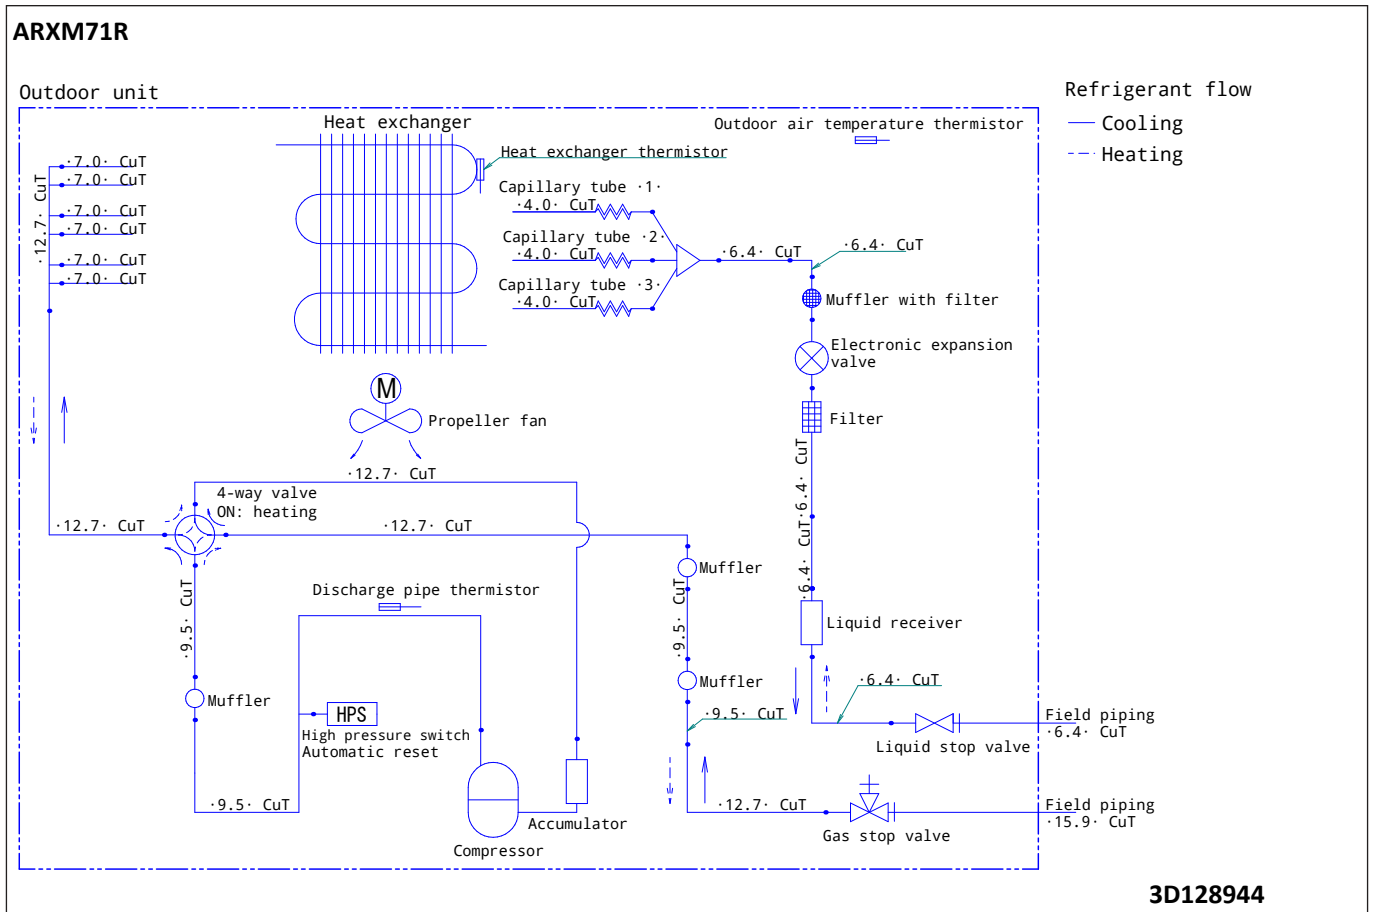 ARXM71R
Outdoor unit
Refrigerant flow
Cooling
Heating
Heat exchanger
Outdoor air temperature thermistor
Heat exchanger thermistor
·7.0· CuT
·7.0· CuT
·7.0· CuT
·7.0· CuT
·7.0· CuT
·7.0· CuT
·12.7· CuT
Capillary tube ·1·
·4.0· CuT
Capillary tube ·2·
·4.0· CuT
Capillary tube ·3·
·4.0· CuT
·6.4· CuT
·6.4· CuT
Muffler with filter
Electronic expansion
valve
Filter
M
Propeller fan
·12.7· CuT
4-way valve
ON: heating
·12.7· CuT
·12.7· CuT
·6.4· CuT
·6.4· CuT
Muffler
Discharge pipe thermistor
·9.5· CuT
·9.5· CuT
Liquid receiver
Muffler
Muffler
·6.4· CuT
·9.5· CuT
HPS
High pressure switch
Automatic reset
Field piping
·6.4· CuT
Liquid stop valve
·9.5· CuT
·12.7· CuT
Field piping
·15.9· CuT
Accumulator
Gas stop valve
Compressor
3D128944